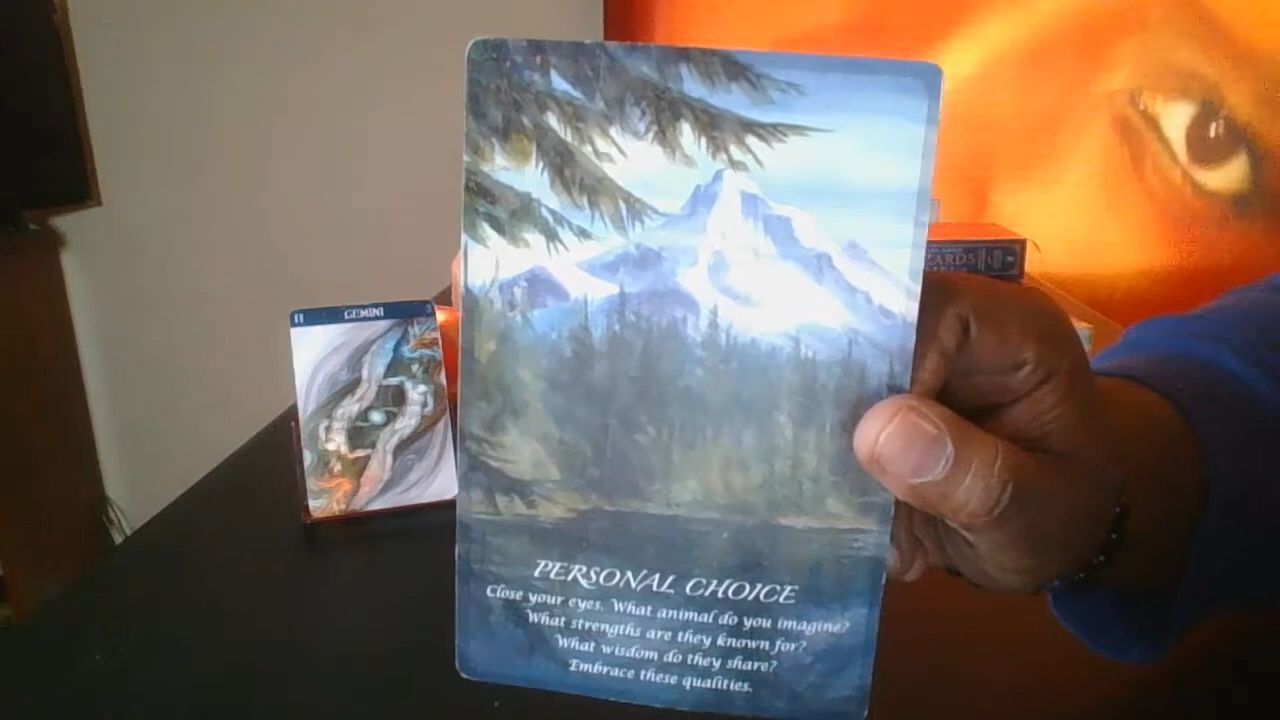 II GEMINI
PERSONAL CHOICE
Close your eyes. What animal do you imagine?
What strengths are they known for?
What wisdom do they share?
Embrace these qualities.